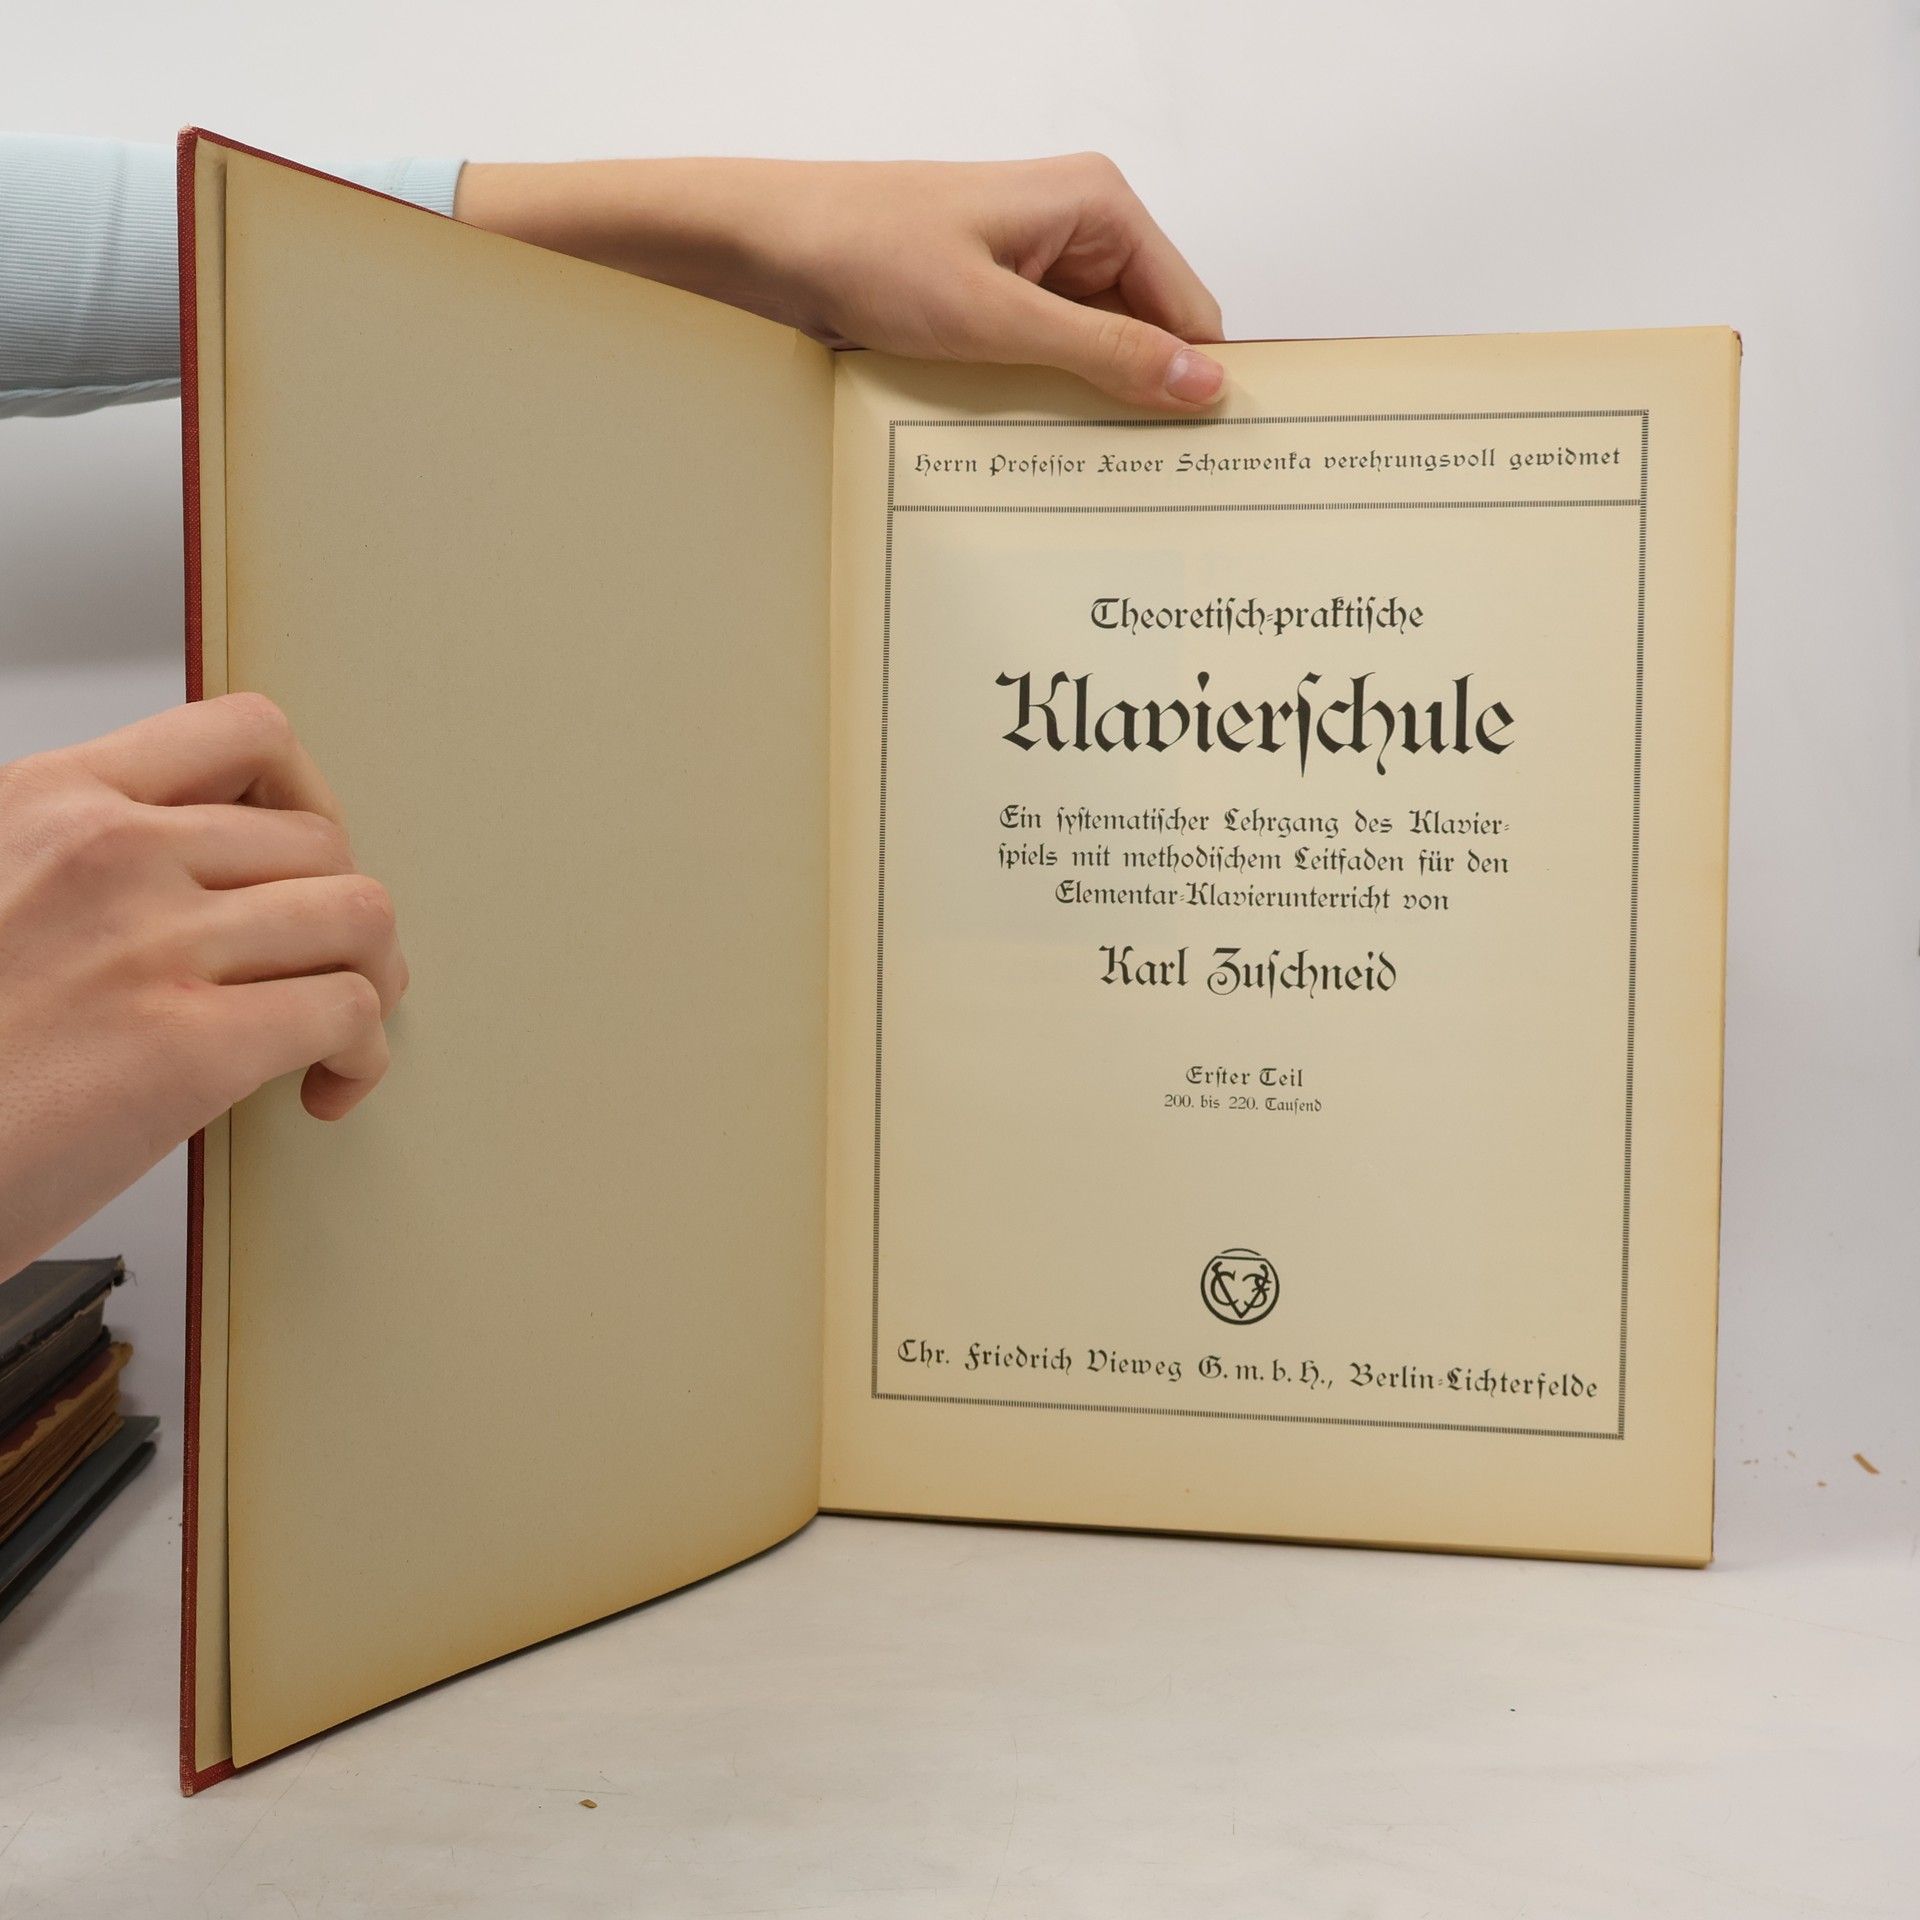 Herrn Professor Xaver Scharwenka verehrungsvoll gewidmet
Theoretiſch-praktiſche
Klavierſchule
Ein ſyſtematiſcher Lehrgang des Klavier-
ſpiels mit methodiſchem Leitfaden für den
Elementar-Klavierunterricht von
Karl Zuſchneid
Erſter Teil
200. bis 220. Tauſend
CVF
Chr. Friedrich Vieweg G. m. b. H., Berlin-Lichterfelde